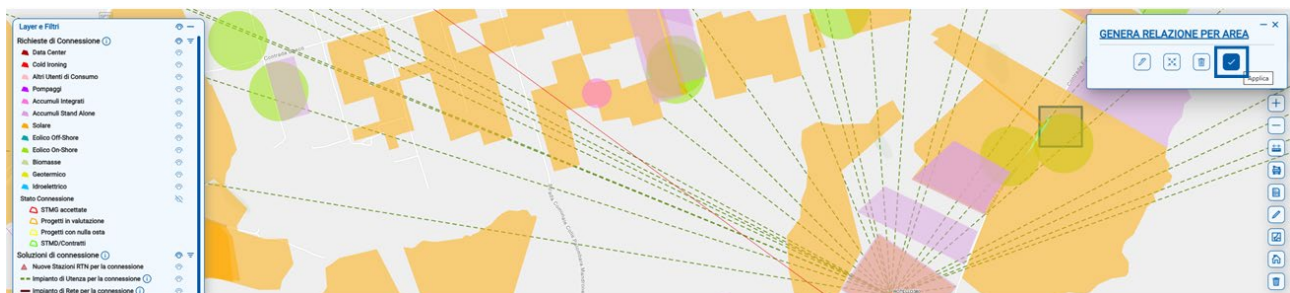 Layer e Filtri
Richieste di Connessione
Data Center
Cold Ironing
Altri Utenti di Consumo
Pompaggi
Accumuli Integrati
Accumuli Stand Alone
Solare
Eolico Off-Shore
Eolico On-Shore
Biomasse
Geotermico
Idroelettrico
Stato Connessione
STMG accettate
Progetti in valutazione
Progetti con nulla osta
STMD/Contratti
Soluzioni di connessione
Nuove Stazioni RTN per la connessione
Impianto di Utenza per la connessione
Impianto di Rete per la connessione
GENERA RELAZIONE PER AREA
Applica